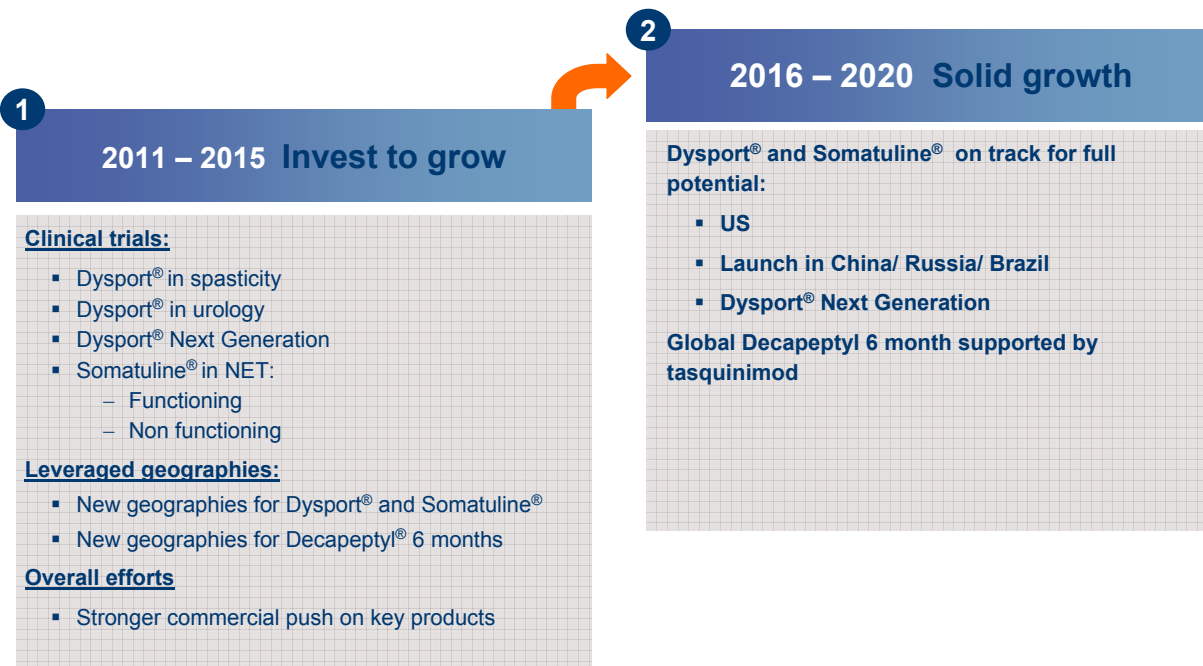 1
2011 – 2015 Invest to grow
Clinical trials:
▪ Dysport® in spasticity
▪ Dysport® in urology
▪ Dysport® Next Generation
▪ Somatuline® in NET:
– Functioning
– Non functioning
Leveraged geographies:
▪ New geographies for Dysport® and Somatuline®
▪ New geographies for Decapeptyl® 6 months
Overall efforts
▪ Stronger commercial push on key products
2
2016 – 2020 Solid growth
Dysport® and Somatuline® on track for full
potential:
▪ US
▪ Launch in China/ Russia/ Brazil
▪ Dysport® Next Generation
Global Decapeptyl 6 month supported by
tasquinimod